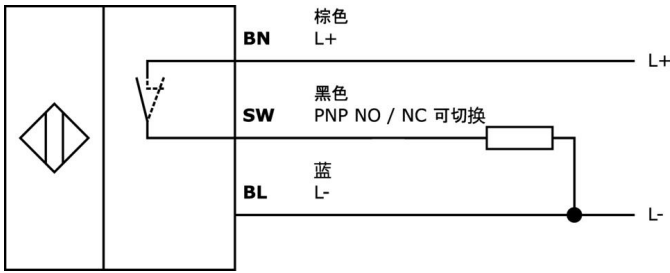 棕色
BN L+
L+
黑色
SW PNP NO / NC 可切换
蓝
BL L-
L-